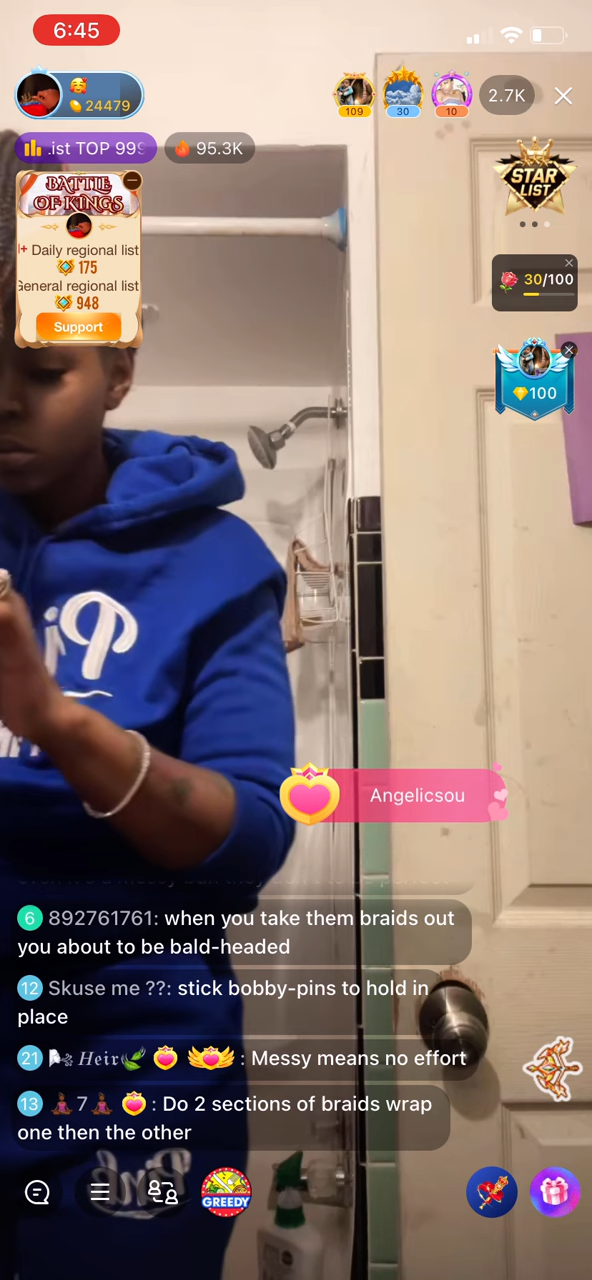 6:45
24479
109
30
10
2.7K
.ist TOP 99
95.3K
BATTLE
OF KINGS
STAR
LIST
Daily regional list
175
General regional list
948
Support
30/100
100
Angelicsou
6 892761761: when you take them braids out
you about to be bald-headed
12 Skuse me ??: stick bobby-pins to hold in
place
21 Heir : Messy means no effort
13 7 : Do 2 sections of braids wrap
one then the other
GREEDY